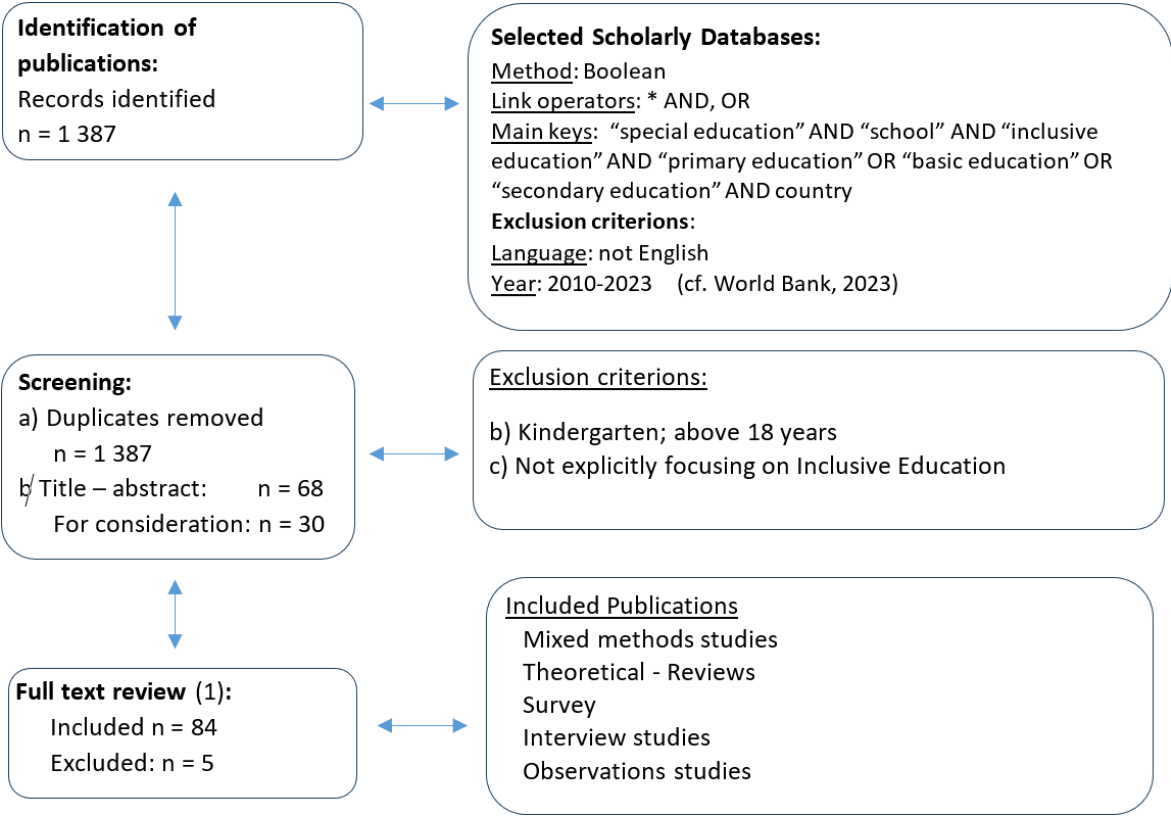 Identification of
publications:
Records identified
n = 1 387
Selected Scholarly Databases:
Method: Boolean
Link operators: * AND, OR
Main keys: “special education” AND “school” AND “inclusive
education” AND “primary education” OR “basic education” OR
“secondary education” AND country
Exclusion criterions:
Language: not English
Year: 2010-2023 (cf. World Bank, 2023)
Screening:
a) Duplicates removed
n = 1 387
b/ Title – abstract: n = 68
For consideration: n = 30
Exclusion criterions:
b) Kindergarten; above 18 years
c) Not explicitly focusing on Inclusive Education
Full text review (1):
Included n = 84
Excluded: n = 5
Included Publications
Mixed methods studies
Theoretical - Reviews
Survey
Interview studies
Observations studies